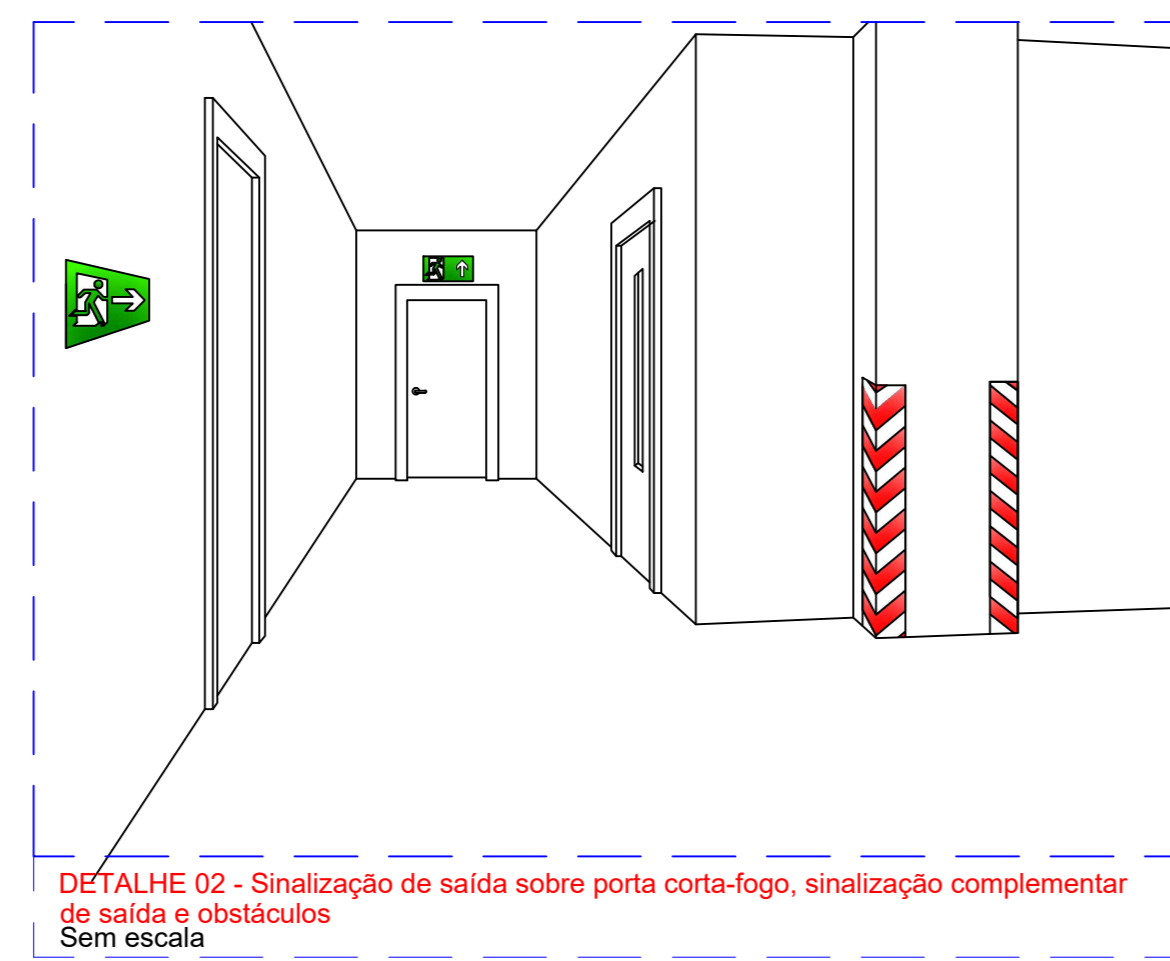 DETALHE 02 - Sinalização de saída sobre porta corta-fogo, sinalização complementar
de saída e obstáculos
Sem escala